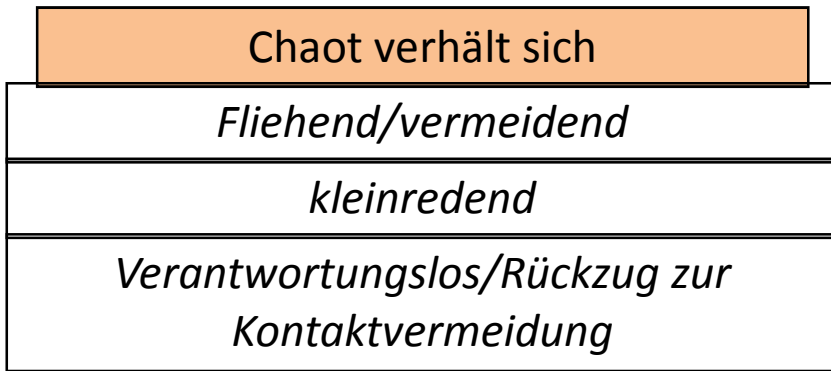 Chaot verhält sich
Fliehend/vermeidend
kleinredend
Verantwortungslos/Rückzug zur
Kontaktvermeidung